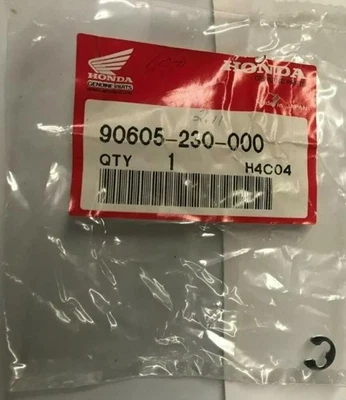 HONDA
GENUINE PARTS
HONDA
90605-230-000
QTY 1 H4C04